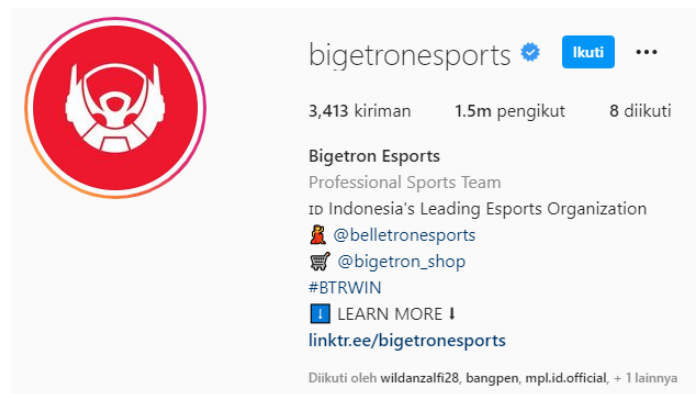 bigetronesports Ikuti
3,413 kiriman 1.5m pengikut 8 diikuti
Bigetron Esports
Professional Sports Team
ID Indonesia's Leading Esports Organization
💃 @belletronesports
🛒 @bigetron_shop
#BTRWIN
⬇️ LEARN MORE ⬇
linktr.ee/bigetronesports
Diikuti oleh wildanzalfi28, bangpen, mpl.id.official, + 1 lainnya